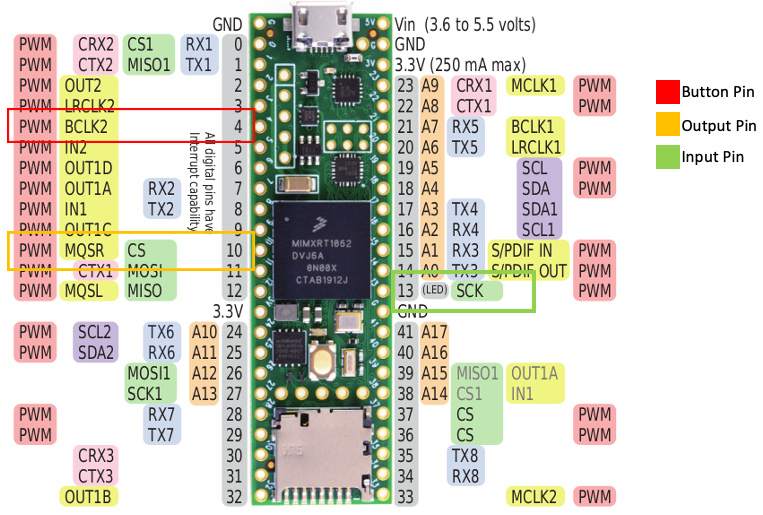 GND Vin (3.6 to 5.5 volts)
PWM CRX2 CS1 RX1 0 GND
PWM CTX2 MISO1 TX1 1 3.3V (250 mA max)
PWM OUT2 2 23 A9 CRX1 MCLK1 PWM
PWM LRCLK2 3 22 A8 CTX1 PWM
PWM BCLK2 4 21 A7 RX5 BCLK1
PWM IN2 5 20 A6 TX5 LRCLK1
PWM OUT1D 6 19 A5 SCL PWM
PWM OUT1A RX2 7 18 A4 SDA PWM
PWM IN1 TX2 8 17 A3 TX4 SDA1
PWM OUT1C 9 16 A2 RX4 SCL1
PWM MQSR CS 10 15 A1 RX3 S/PDIF IN PWM
PWM CTX1 MOSI 11 14 A0 TX3 S/PDIF OUT PWM
PWM MQSL MISO 12 13 (LED) SCK PWM
3.3V GND
PWM SCL2 TX6 A10 24 41 A17
PWM SDA2 RX6 A11 25 40 A16
MOSI1 A12 26 39 A15 MISO1 OUT1A
SCK1 A13 27 38 A14 CS1 IN1
PWM RX7 28 37 CS PWM
PWM TX7 29 36 CS PWM
CRX3 30 35 TX8
CTX3 31 34 RX8
OUT1B 32 33 MCLK2 PWM
All digital pins have
Interrupt capability
MIMXRT1062
DVJ6A
0N00X
CTAB1912J
Button Pin
Output Pin
Input Pin